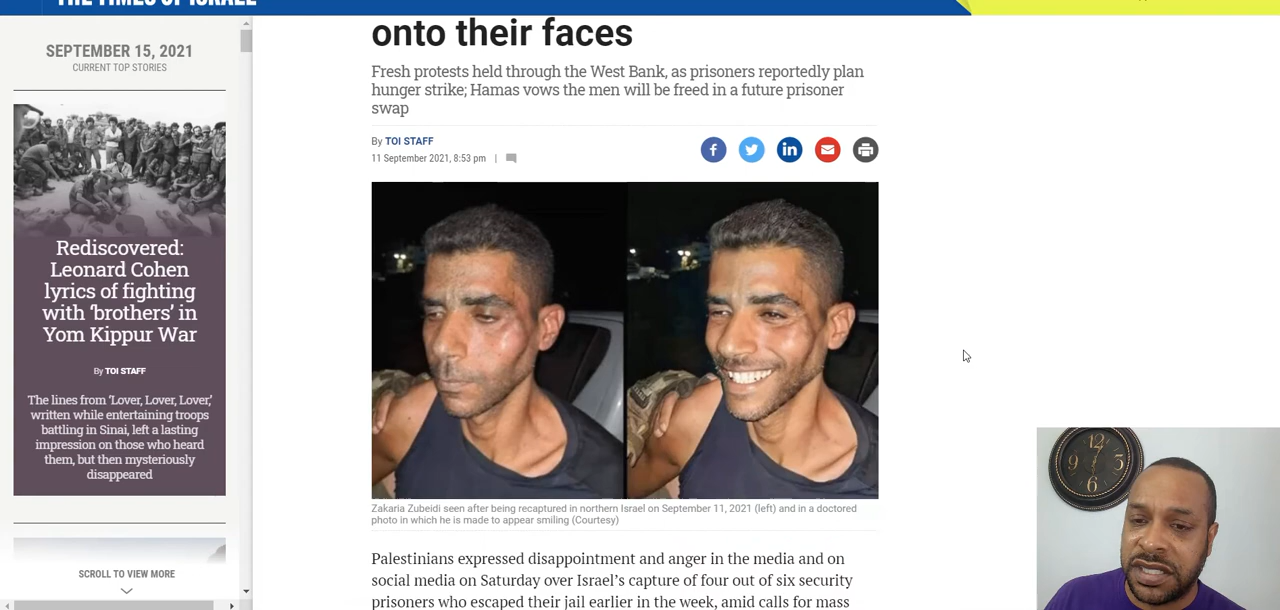 THE TIMES OF ISRAEL
SEPTEMBER 15, 2021
CURRENT TOP STORIES
Rediscovered:
Leonard Cohen
lyrics of fighting
with ‘brothers’ in
Yom Kippur War
By TOI STAFF
The lines from ‘Lover, Lover, Lover,’
written while entertaining troops
battling in Sinai, left a lasting
impression on those who heard
them, but then mysteriously
disappeared
SCROLL TO VIEW MORE
onto their faces
Fresh protests held through the West Bank, as prisoners reportedly plan
hunger strike; Hamas vows the men will be freed in a future prisoner
swap
By TOI STAFF
11 September 2021, 8:53 pm |
f
in
Zakaria Zubeidi seen after being recaptured in northern Israel on September 11, 2021 (left) and in a doctored
photo in which he is made to appear smiling (Courtesy)
Palestinians expressed disappointment and anger in the media and on
social media on Saturday over Israel’s capture of four out of six security
prisoners who escaped their jail earlier in the week, amid calls for mass
12
9
3
6